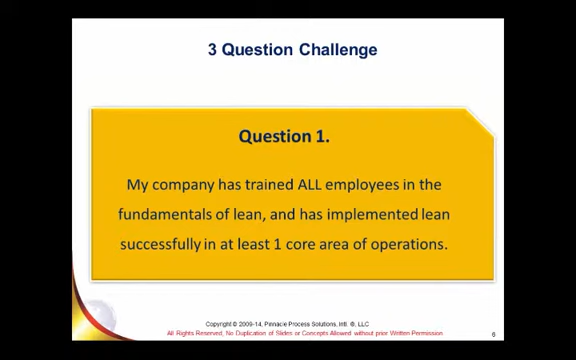 3 Question Challenge
Question 1.
My company has trained ALL employees in the
fundamentals of lean, and has implemented lean
successfully in at least 1 core area of operations.
Copyright © 2009-14, Pinnacle Process Solutions, Intl. ®, LLC
All Rights Reserved, No Duplication of Slides or Concepts Allowed without prior Written Permission
6